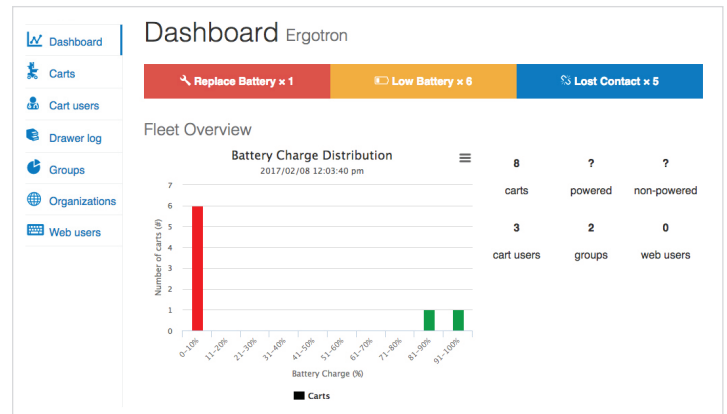 Dashboard
Carts
Cart users
Drawer log
Groups
Organizations
Web users
Dashboard Ergotron
Replace Battery x 1
Low Battery x 6
Lost Contact x 5
Fleet Overview
Battery Charge Distribution
2017/02/08 12:03:40 pm
Number of carts (#)
7
6
5
4
3
2
1
0
0-10%
11-20%
21-30%
31-40%
41-50%
51-60%
61-70%
71-80%
81-90%
91-100%
Battery Charge (%)
Carts
8 ? ?
carts powered non-powered
3 2 0
cart users groups web users